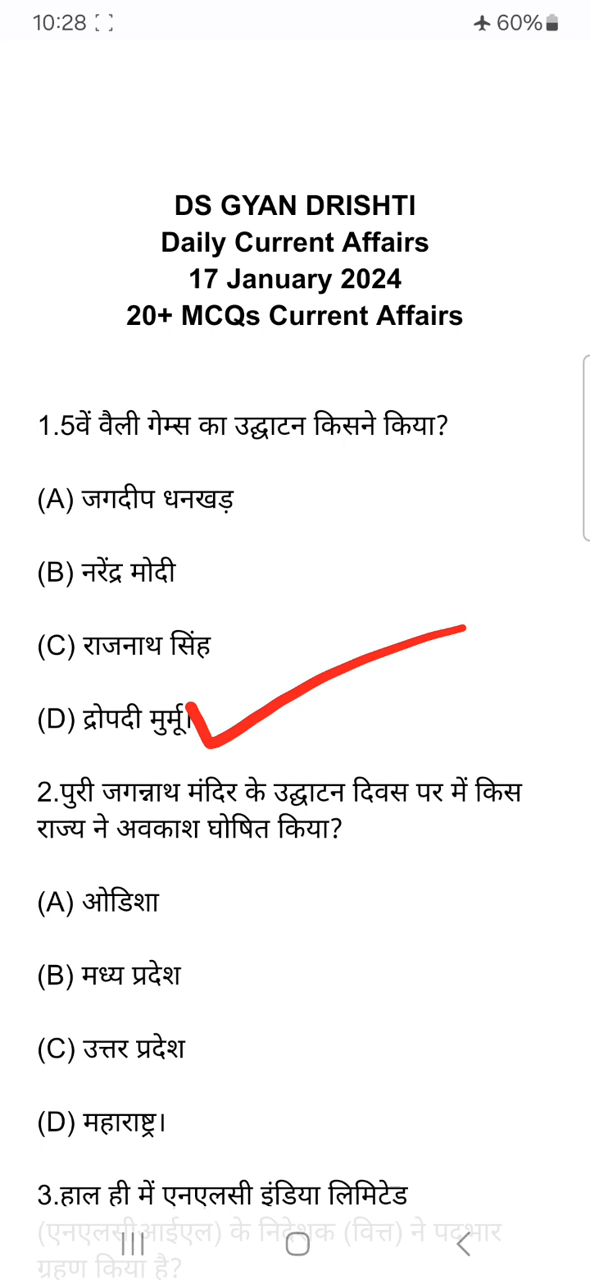 10:28
60%
DS GYAN DRISHTI
Daily Current Affairs
17 January 2024
20+ MCQs Current Affairs
1.5वें वैली गेम्स का उद्घाटन किसने किया?
(A) जगदीप धनखड़
(B) नरेंद्र मोदी
(C) राजनाथ सिंह
(D) द्रोपदी मुर्मू।
2.पुरी जगन्नाथ मंदिर के उद्घाटन दिवस पर में किस
राज्य ने अवकाश घोषित किया?
(A) ओडिशा
(B) मध्य प्रदेश
(C) उत्तर प्रदेश
(D) महाराष्ट्र।
3.हाल ही में एनएलसी इंडिया लिमिटेड
(एनएलसीआईएल) के निदेशक (वित्त) ने पदभार
ग्रहण किया है?